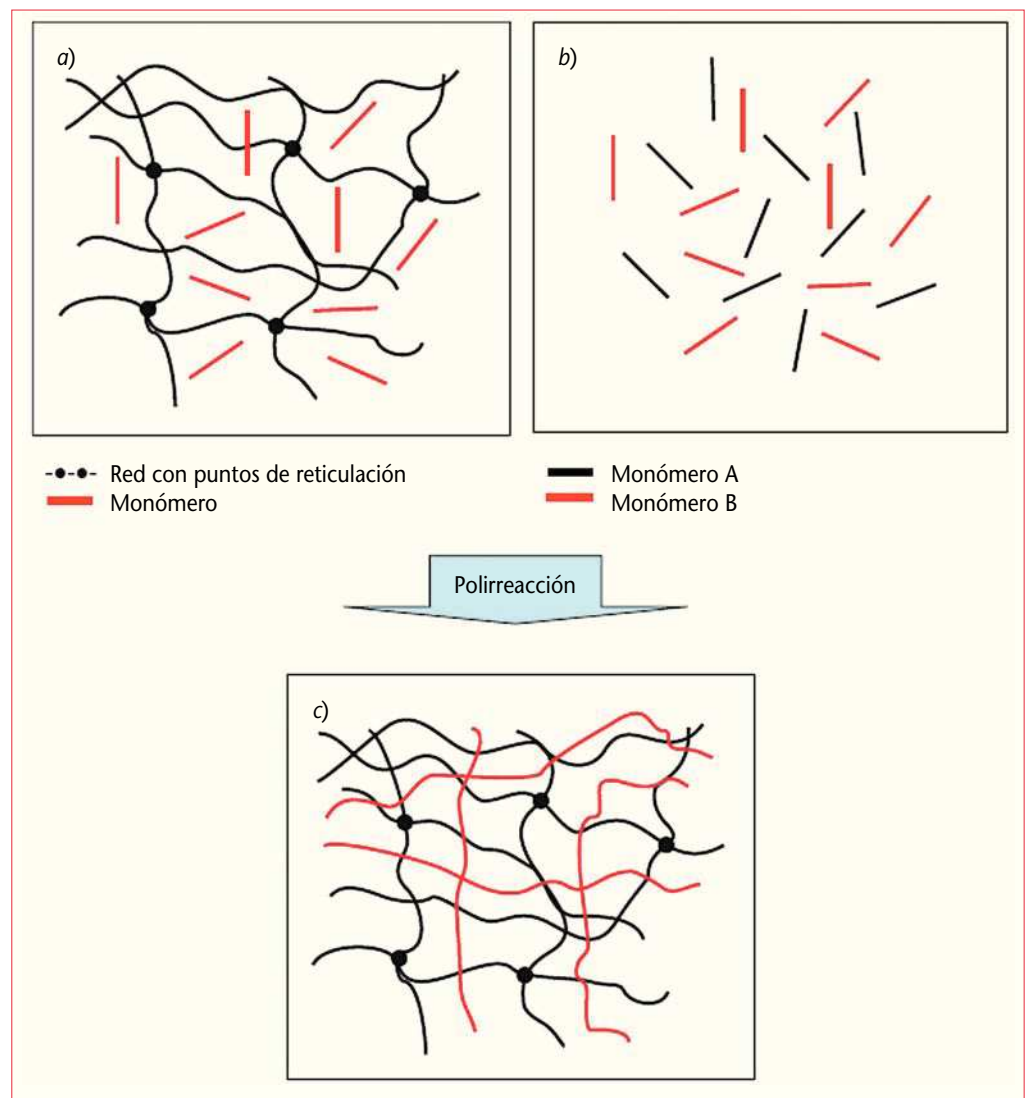 a)
b)
Red con puntos de reticulación
Monómero
Monómero A
Monómero B
Polirreacción
c)